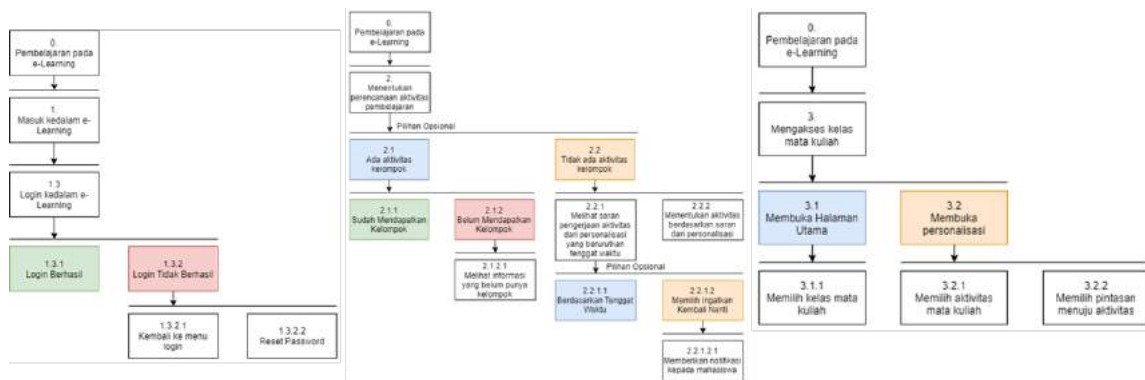 0.
Pembelajaran pada
e-Learning
1.
Masuk kedalam e-
Learning
1.3
Login kedalam e-
Learning
1.3.1
Login Berhasil
1.3.2
Login Tidak Berhasil
1.3.2.1
Kembali ke menu
login
1.3.2.2
Reset Password
0.
Pembelajaran pada
e-Learning
2.
Menentukan
perencanaan aktivitas
pembelajaran
Pilihan Opsional
2.1
Ada aktivitas
kelompok
2.2
Tidak ada aktivitas
kelompok
2.1.1
Sudah Mendapatkan
Kelompok
2.1.2
Belum Mendapatkan
Kelompok
2.1.2.1
Melihat informasi
yang belum punya
kelompok
2.2.1
Melihat saran
pengerjaan aktivitas
dari personalisasi
yang berurutkan
tenggat waktu
2.2.2
Menentukan aktivitas
berdasarkan saran
dari personalisasi
Pilihan Opsional
2.2.1.1
Berdasarkan Tenggat
Waktu
2.2.1.2
Memilih Ingatkan
Kembali Nanti
2.2.1.2.1
Memberikan notifikasi
kepada mahasiswa
0.
Pembelajaran pada
e-Learning
3.
Mengakses kelas
mata kuliah
3.1
Membuka Halaman
Utama
3.2
Membuka
personalisasi
3.1.1
Memilih kelas mata
kuliah
3.2.1
Memilih aktivitas
mata kuliah
3.2.2
Memilih pintasan
menuju aktivitas